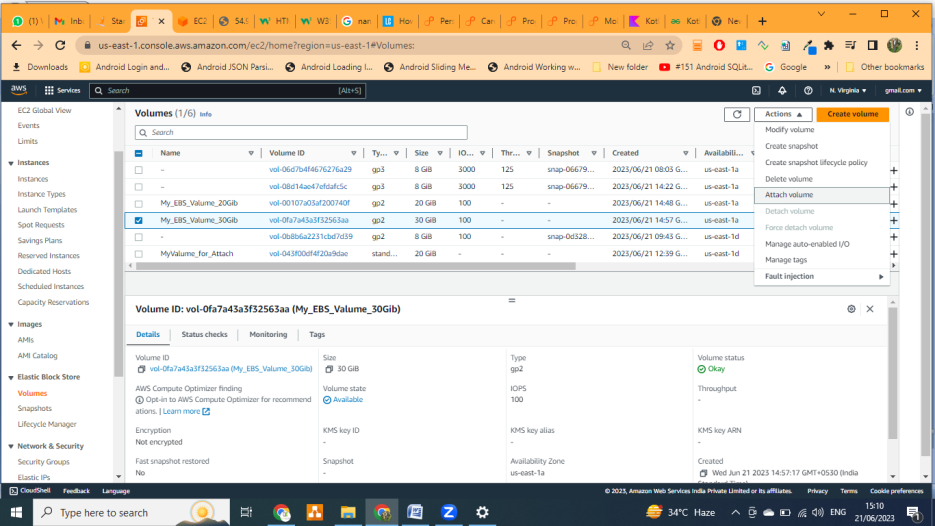 (1) \
Inb
Sta
EC2
54.9
HTM
W3:
nar
Hov
Per
Car
Pro
Pro
Mol
Kot
Kot
Nev
us-east-1.console.aws.amazon.com/ec2/home?region=us-east-1#Volumes:
Downloads
Android Login and...
Android JSON Parsi...
Android Loading I...
Android Sliding Me...
Android Working w...
New folder
#151 Android SQLit...
Google
»
Other bookmarks
aws
Services
Search
[Alt+S]
N. Virginia
gmail.com
EC2 Global View
Events
Limits
Instances
Instances
Instance Types
Launch Templates
Spot Requests
Savings Plans
Reserved Instances
Dedicated Hosts
Scheduled Instances
Capacity Reservations
Images
AMIs
AMI Catalog
Elastic Block Store
Volumes
Snapshots
Lifecycle Manager
Network & Security
Security Groups
Elastic IPs
Volumes (1/6) Info
Actions
Create volume
Search
Name Volume ID Ty... Size IO... Thr... Snapshot Created Availabili...
- vol-06d7b4f4676276a29 gp3 8 GiB 3000 125 snap-06679... 2023/06/21 08:03 G... us-east-1a
- vol-08d14ae47efdafc5c gp3 8 GiB 3000 125 snap-06679... 2023/06/21 14:22 G... us-east-1a
My_EBS_Valume_20Gib vol-00107a03af200740f gp2 20 GiB 100 - - 2023/06/21 14:48 G... us-east-1a
My_EBS_Valume_30Gib vol-0fa7a43a3f32563aa gp2 30 GiB 100 - - 2023/06/21 14:57 G... us-east-1a
- vol-0b8b6a2231cbd7d39 gp2 8 GiB 100 - snap-0d328... 2023/06/21 09:43 G... us-east-1d
MyValume_for_Attach vol-043f00df4f20a9dae stand... 20 GiB - - - 2023/06/21 12:39 G... us-east-1d
Modify volume
Create snapshot
Create snapshot lifecycle policy
Delete volume
Attach volume
Detach volume
Force detach volume
Manage auto-enabled I/O
Manage tags
Fault injection
Volume ID: vol-0fa7a43a3f32563aa (My_EBS_Valume_30Gib)
Details
Status checks
Monitoring
Tags
Volume ID
vol-0fa7a43a3f32563aa (My_EBS_Valume_30Gib)
Size
30 GiB
Type
gp2
Volume status
Okay
AWS Compute Optimizer finding
Opt-in to AWS Compute Optimizer for recommend
ations. | Learn more
Volume state
Available
IOPS
100
Throughput
-
Encryption
Not encrypted
KMS key ID
-
KMS key alias
-
KMS key ARN
-
Fast snapshot restored
No
Snapshot
-
Availability Zone
us-east-1a
Created
Wed Jun 21 2023 14:57:17 GMT+0530 (India
Standard Time)
CloudShell
Feedback
Language
© 2023, Amazon Web Services India Private Limited or its affiliates.
Privacy
Terms
Cookie preferences
Type here to search
34°C Haze
ENG
15:10
21/06/2023